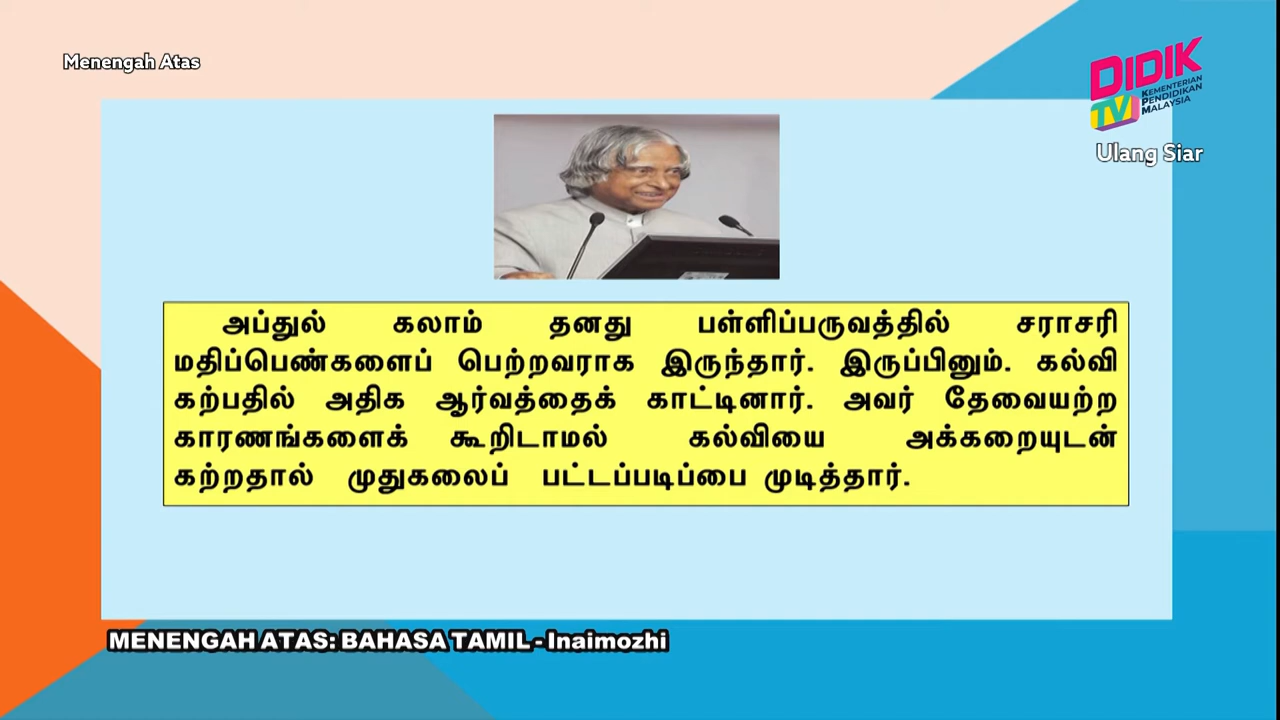 Menengah Atas
DIDIK
TV
KEMENTERIAN
PENDIDIKAN
MALAYSIA
Ulang Siar
அப்துல் கலாம் தனது பள்ளிப்பருவத்தில் சராசரி
மதிப்பெண்களைப் பெற்றவராக இருந்தார். இருப்பினும். கல்வி
கற்பதில் அதிக ஆர்வத்தைக் காட்டினார். அவர் தேவையற்ற
காரணங்களைக் கூறிடாமல் கல்வியை அக்கறையுடன்
கற்றதால் முதுகலைப் பட்டப்படிப்பை முடித்தார்.
MENENGAH ATAS: BAHASA TAMIL - Inaimozhi